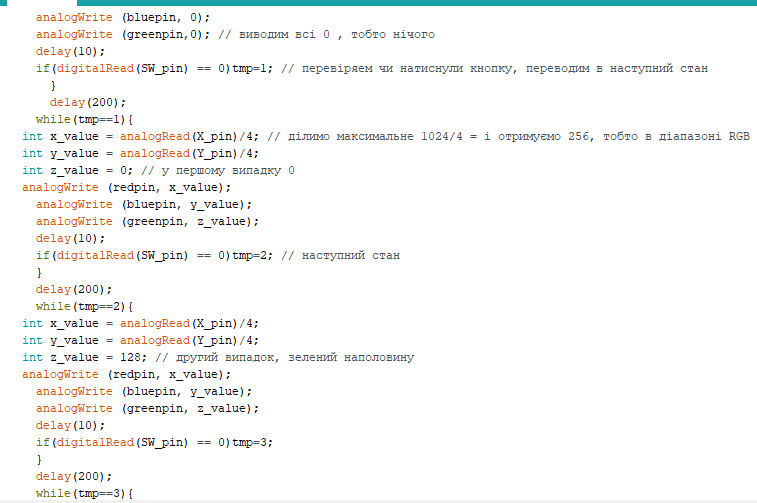 analogWrite (bluepin, 0);
analogWrite (greenpin,0); // виводим всі 0 , тобто нічого
delay(10);
if(digitalRead(SW_pin) == 0)tmp=1; // перевіряем чи натиснули кнопку, переводим в наступний стан
}
delay(200);
while(tmp==1){
int x_value = analogRead(X_pin)/4; // ділимо максимальне 1024/4 = і отримуємо 256, тобто в діапазоні RGB
int y_value = analogRead(Y_pin)/4;
int z_value = 0; // у першому випадку 0
analogWrite (redpin, x_value);
analogWrite (bluepin, y_value);
analogWrite (greenpin, z_value);
delay(10);
if(digitalRead(SW_pin) == 0)tmp=2; // наступний стан
}
delay(200);
while(tmp==2){
int x_value = analogRead(X_pin)/4;
int y_value = analogRead(Y_pin)/4;
int z_value = 128; // другий випадок, зелений наполовину
analogWrite (redpin, x_value);
analogWrite (bluepin, y_value);
analogWrite (greenpin, z_value);
delay(10);
if(digitalRead(SW_pin) == 0)tmp=3;
}
delay(200);
while(tmp==3){